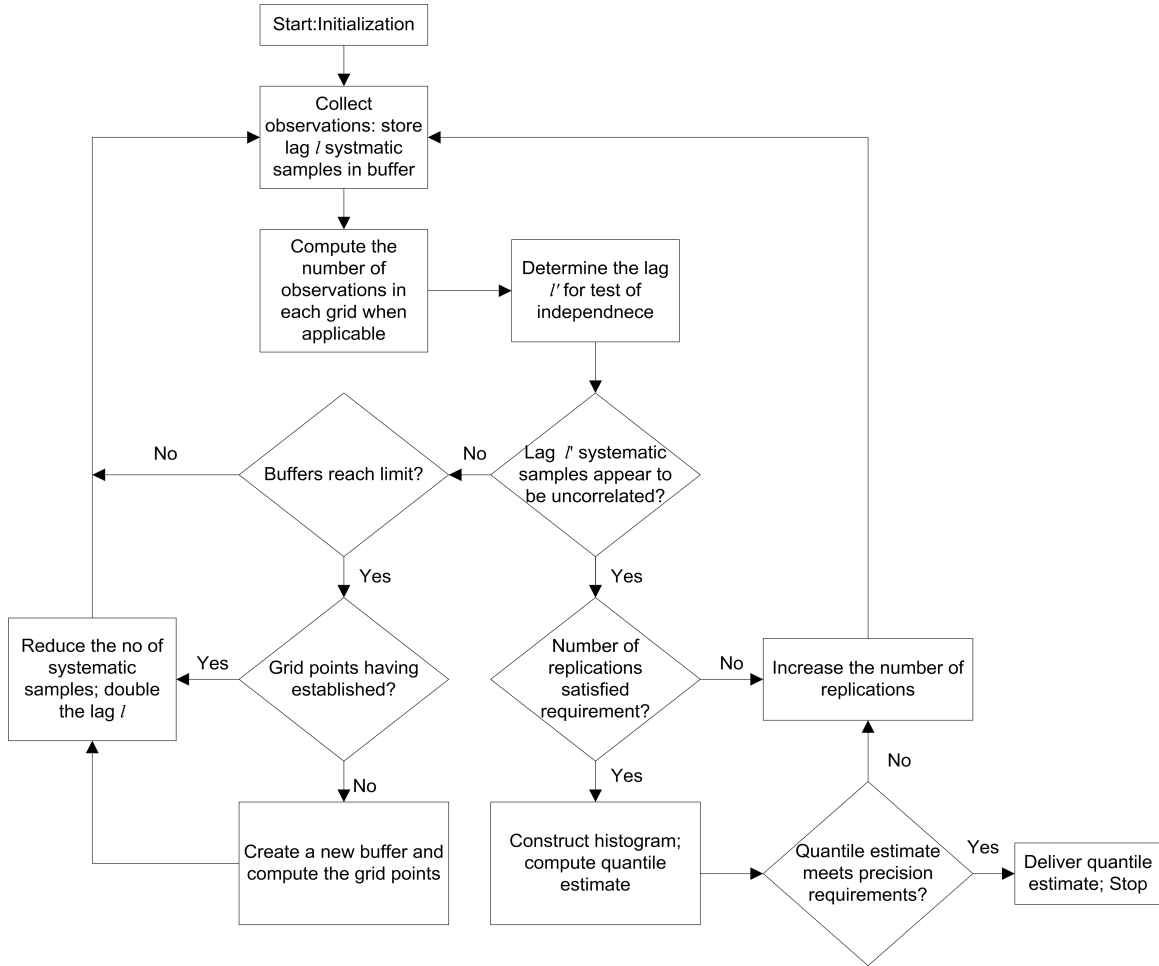 Start:Initialization
Collect
observations: store
lag l systmatic
samples in buffer
Compute the
number of
observations in
each grid when
applicable
Determine the lag
l' for test of
independnece
Lag l' systematic
samples appear to
be uncorrelated?
No
Buffers reach limit?
No
Yes
Yes
Grid points having
established?
Yes
Reduce the no of
systematic
samples; double
the lag l
No
Create a new buffer and
compute the grid points
Number of
replications
satisfied
requirement?
No
Increase the number of
replications
Yes
Construct histogram;
compute quantile
estimate
No
Quantile estimate
meets precision
requirements?
Yes
Deliver quantile
estimate; Stop